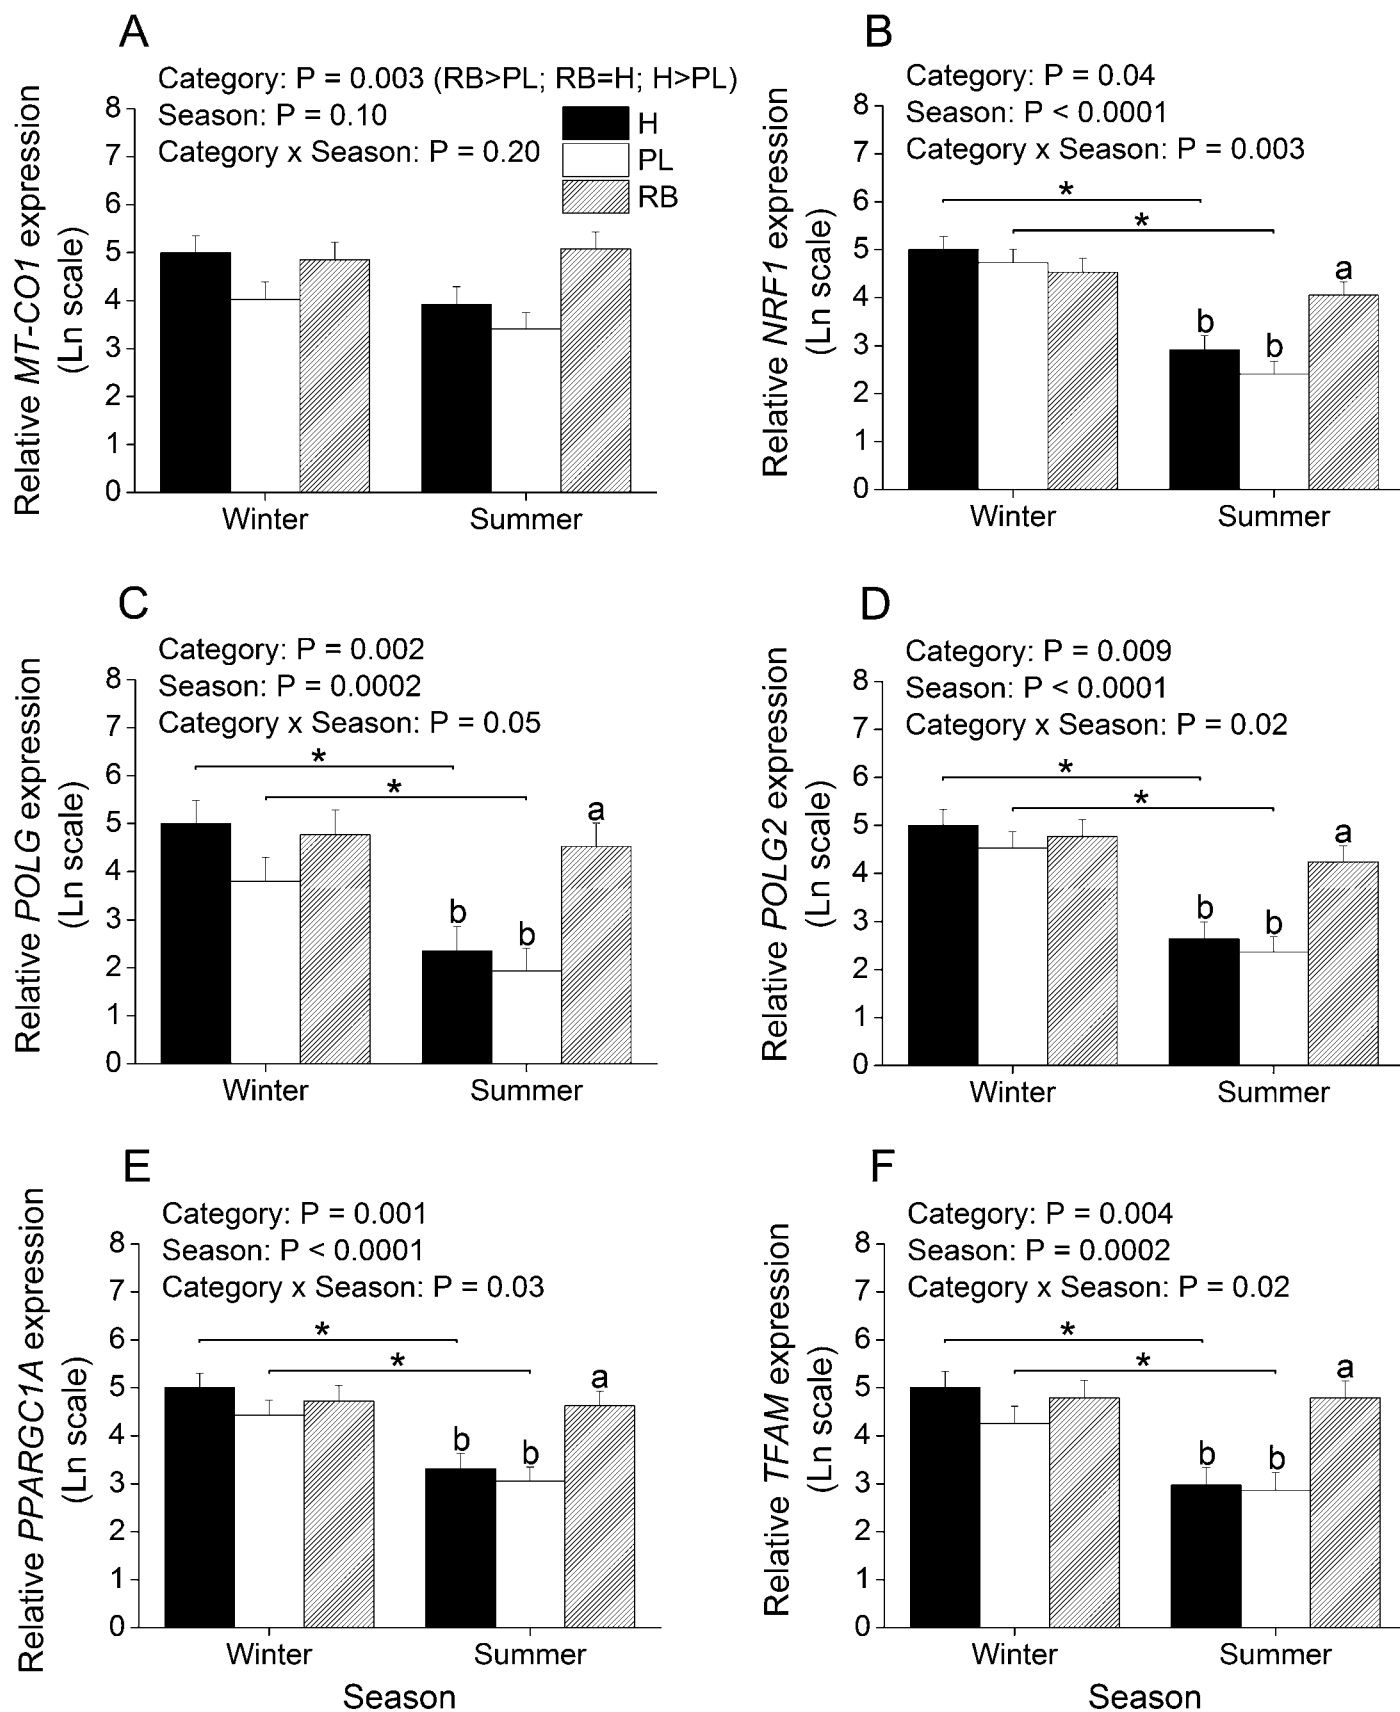 A
Category: P = 0.003 (RB>PL; RB=H; H>PL)
Season: P = 0.10
Category x Season: P = 0.20
H
PL
RB
Relative MT-CO1 expression
(Ln scale)
8
7
6
5
4
3
2
1
0
Winter
Summer
B
Category: P = 0.04
Season: P < 0.0001
Category x Season: P = 0.003
Relative NRF1 expression
(Ln scale)
8
7
6
5
4
3
2
1
0
*
*
b
b
a
Winter
Summer
C
Category: P = 0.002
Season: P = 0.0002
Category x Season: P = 0.05
Relative POLG expression
(Ln scale)
8
7
6
5
4
3
2
1
0
*
*
b
b
a
Winter
Summer
D
Category: P = 0.009
Season: P < 0.0001
Category x Season: P = 0.02
Relative POLG2 expression
(Ln scale)
8
7
6
5
4
3
2
1
0
*
*
b
b
a
Winter
Summer
E
Category: P = 0.001
Season: P < 0.0001
Category x Season: P = 0.03
Relative PPARGC1A expression
(Ln scale)
8
7
6
5
4
3
2
1
0
*
*
b
b
a
Winter
Summer
Season
F
Category: P = 0.004
Season: P = 0.0002
Category x Season: P = 0.02
Relative TFAM expression
(Ln scale)
8
7
6
5
4
3
2
1
0
*
*
b
b
a
Winter
Summer
Season